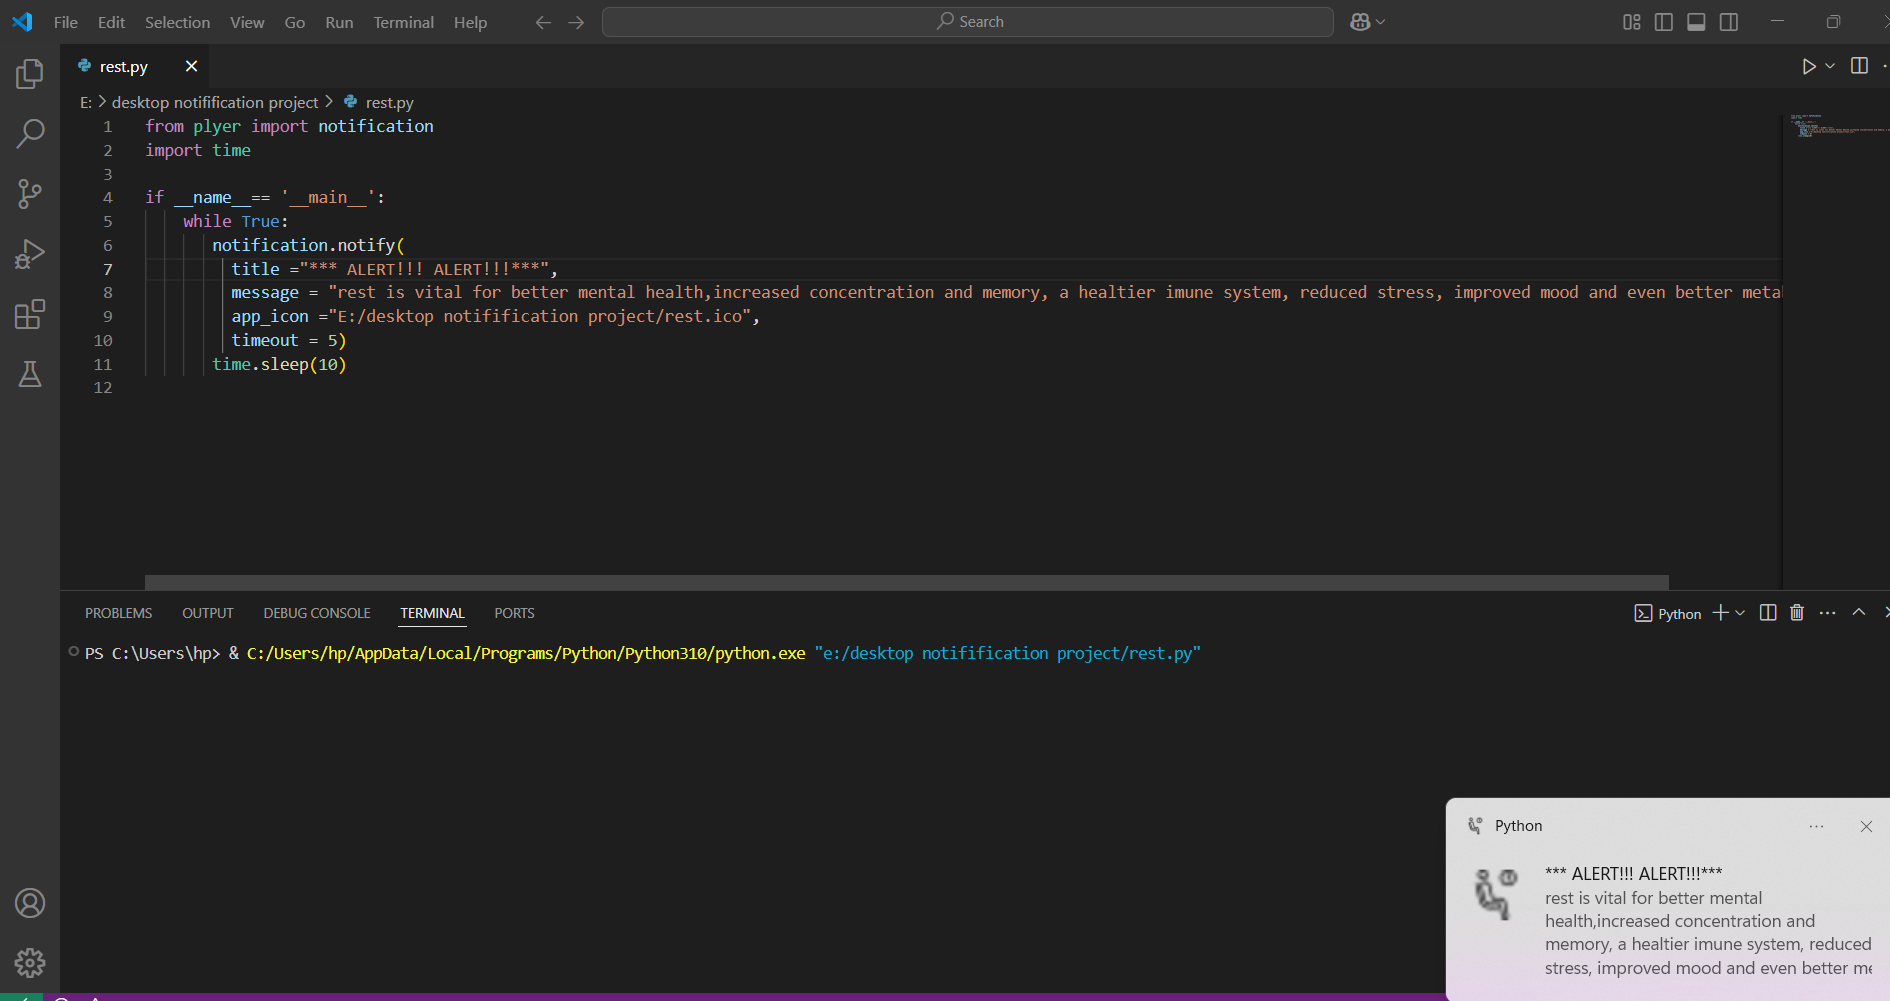 File Edit Selection View Go Run Terminal Help Search
rest.py
E: > desktop notifification project > rest.py
1 from plyer import notification
2 import time
3
4 if __name__== '__main__':
5 while True:
6 notification.notify(
7 title ="*** ALERT!!! ALERT!!!***",
8 message = "rest is vital for better mental health,increased concentration and memory, a healtier imune system, reduced stress, improved mood and even better metal
9 app_icon ="E:/desktop notifification project/rest.ico",
10 timeout = 5)
11 time.sleep(10)
12
PROBLEMS OUTPUT DEBUG CONSOLE TERMINAL PORTS Python
PS C:\Users\hp> & C:/Users/hp/AppData/Local/Programs/Python/Python310/python.exe "e:/desktop notifification project/rest.py"
Python
*** ALERT!!! ALERT!!!***
rest is vital for better mental
health,increased concentration and
memory, a healtier imune system, reduced
stress, improved mood and even better me